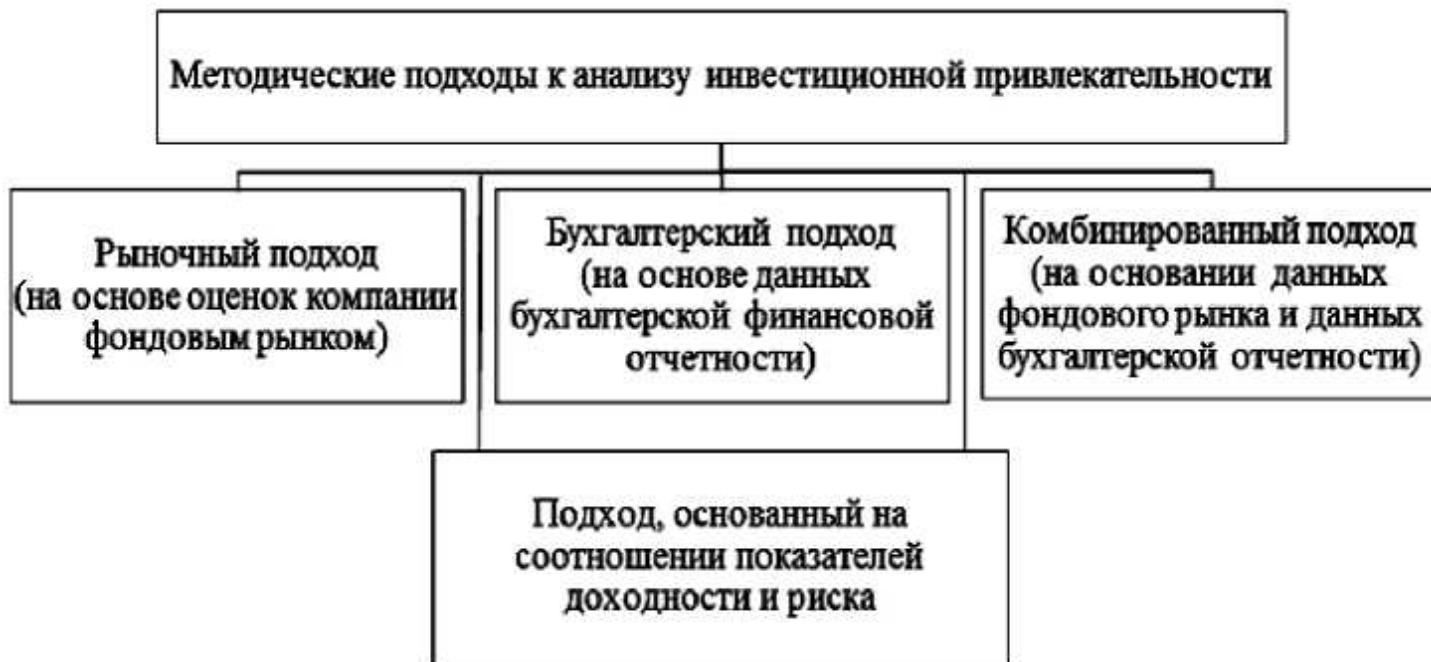 Методические подходы к анализу инвестиционной привлекательности
Рыночный подход
(на основе оценок компании
фондовым рынком)
Бухгалтерский подход
(на основе данных
бухгалтерской финансовой
отчетности)
Комбинированный подход
(на основании данных
фондового рынка и данных
бухгалтерской отчетности)
Подход, основанный на
соотношении показателей
доходности и риска